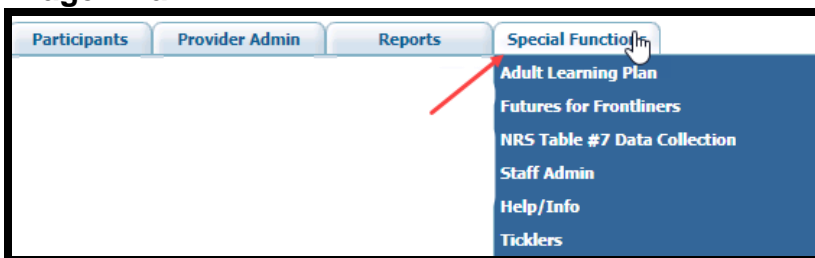 Participants Provider Admin Reports Special Functions
Adult Learning Plan
Futures for Frontliners
NRS Table #7 Data Collection
Staff Admin
Help/Info
Ticklers